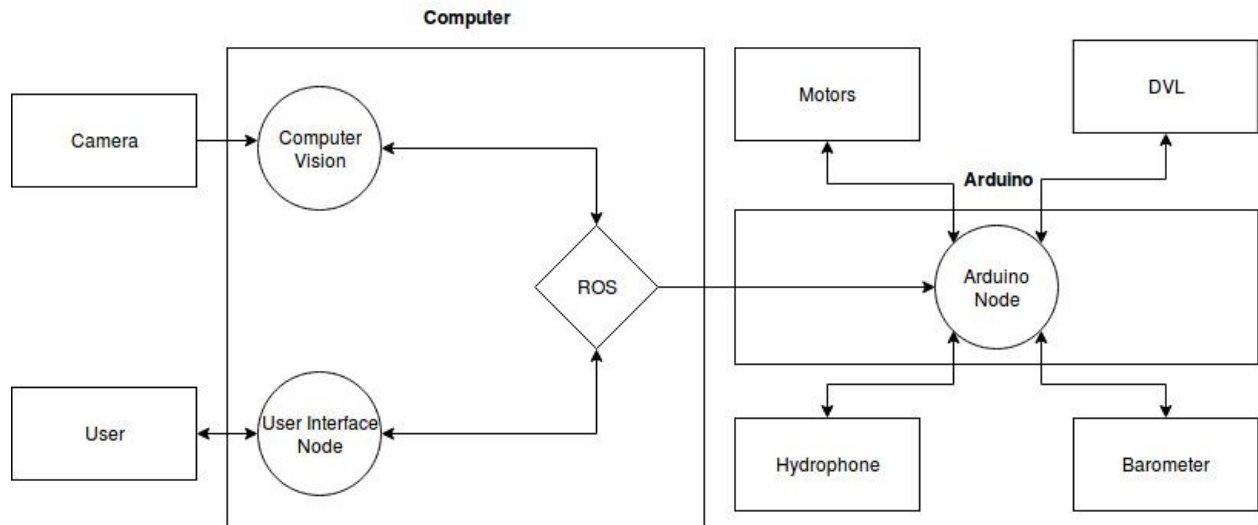 Computer
Camera
Computer
Vision
Motors
DVL
Arduino
ROS
Arduino
Node
User
User Interface
Node
Hydrophone
Barometer